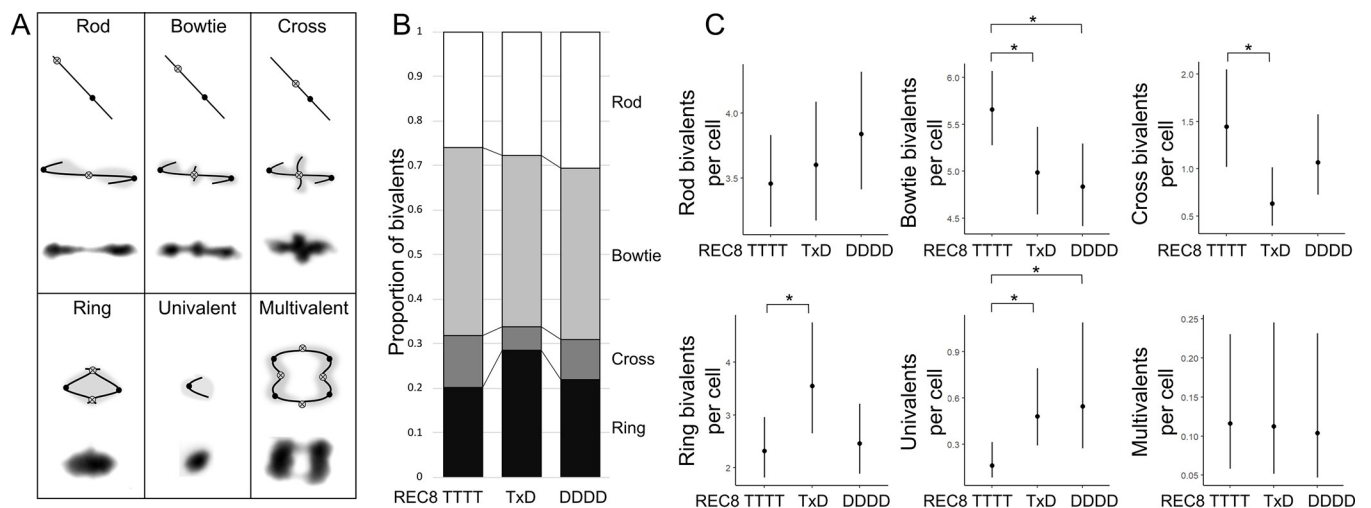 A
Rod
Bowtie
Cross
Ring
Univalent
Multivalent
B
Proportion of bivalents
1
0.9
0.8
0.7
0.6
0.5
0.4
0.3
0.2
0.1
0
Rod
Bowtie
Cross
Ring
REC8 TTTT TxD DDDD
C
Rod bivalents
per cell
4.0
3.5
REC8 TTTT TxD DDDD
* *
Bowtie bivalents
per cell
6.0
5.5
5.0
4.5
REC8 TTTT TxD DDDD
*
Cross bivalents
per cell
2.0
1.5
1.0
0.5
REC8 TTTT TxD DDDD
*
Ring bivalents
per cell
4
3
2
REC8 TTTT TxD DDDD
* *
Univalents
per cell
0.9
0.6
0.3
REC8 TTTT TxD DDDD
Multivalents
per cell
0.25
0.20
0.15
0.10
0.05
REC8 TTTT TxD DDDD